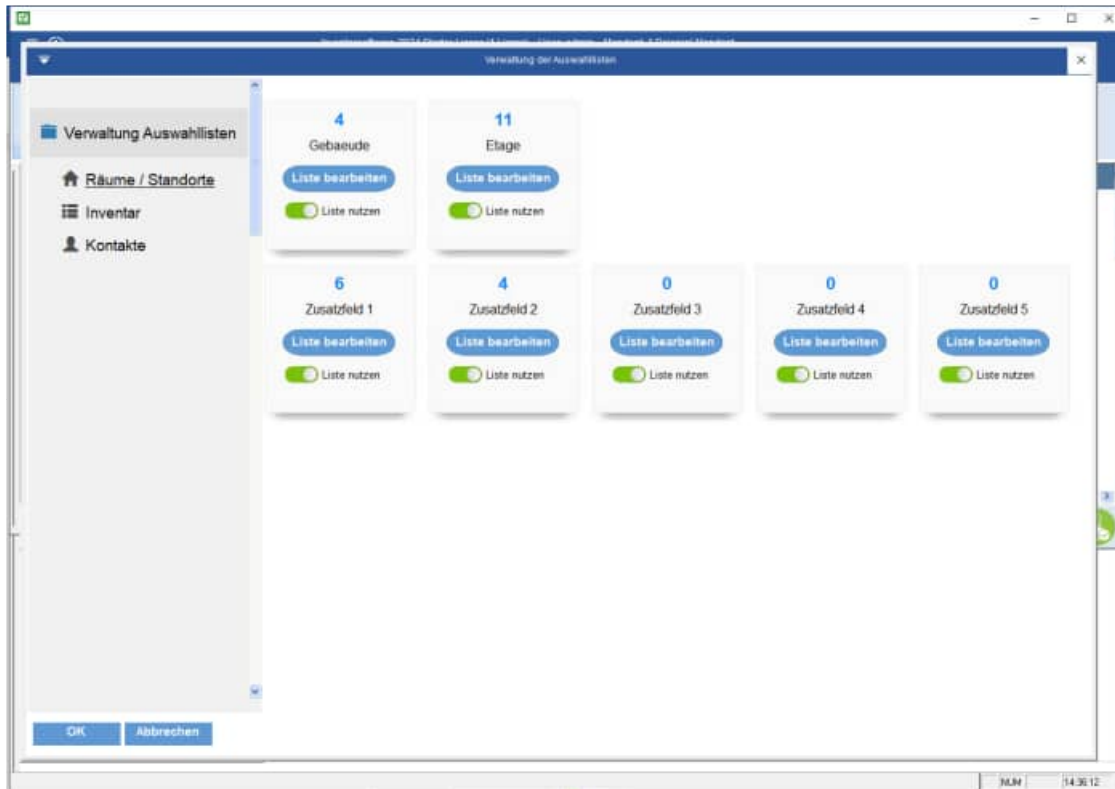 Verwaltung der Auswahllisten
Verwaltung Auswahllisten
Räume / Standorte
Inventar
Kontakte
4
Gebaeude
Liste bearbeiten
Liste nutzen
11
Etage
Liste bearbeiten
Liste nutzen
6
Zusatzfeld 1
Liste bearbeiten
Liste nutzen
4
Zusatzfeld 2
Liste bearbeiten
Liste nutzen
0
Zusatzfeld 3
Liste bearbeiten
Liste nutzen
0
Zusatzfeld 4
Liste bearbeiten
Liste nutzen
0
Zusatzfeld 5
Liste bearbeiten
Liste nutzen
OK
Abbrechen
NUM
14:36:12